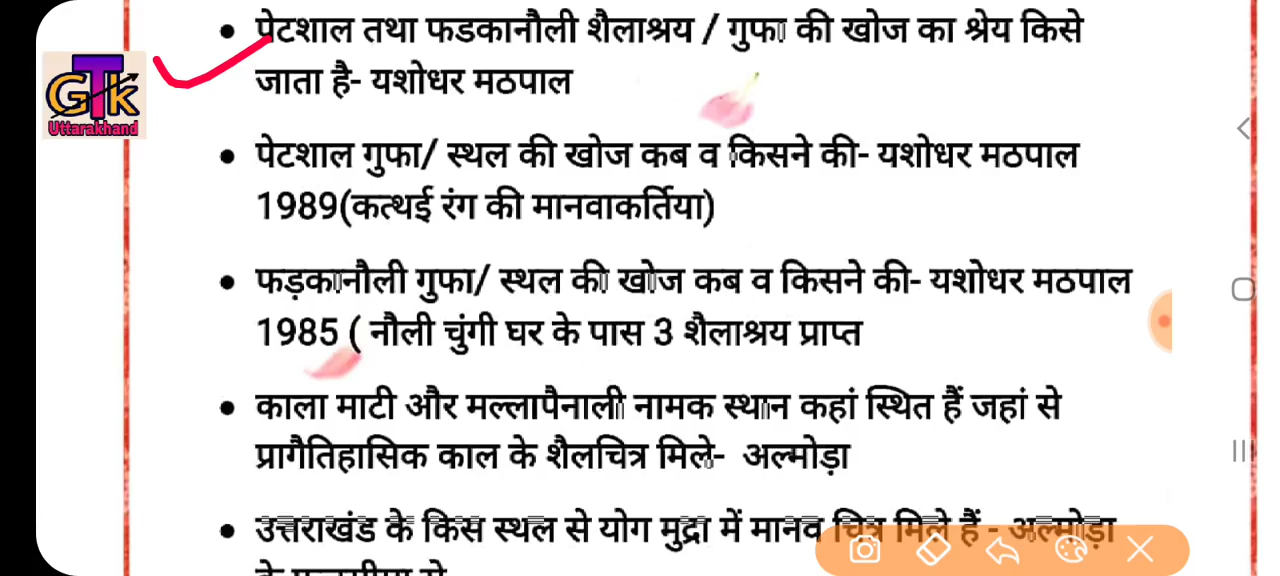 GTK
Uttarakhand
• पेटशाल तथा फडकानौली शैलाश्रय / गुफा की खोज का श्रेय किसे
जाता है- यशोधर मठपाल
• पेटशाल गुफा/ स्थल की खोज कब व किसने की- यशोधर मठपाल
1989(कत्थई रंग की मानवाकर्तिया)
• फड़कानौली गुफा/ स्थल की खोज कब व किसने की- यशोधर मठपाल
1985 ( नौली चुंगी घर के पास 3 शैलाश्रय प्राप्त
• काला माटी और मल्लापैनाली नामक स्थान कहां स्थित हैं जहां से
प्रागैतिहासिक काल के शैलचित्र मिले- अल्मोड़ा
• उत्तराखंड के किस स्थल से योग मुद्रा में मानव चित्र मिले हैं - अल्मोड़ा